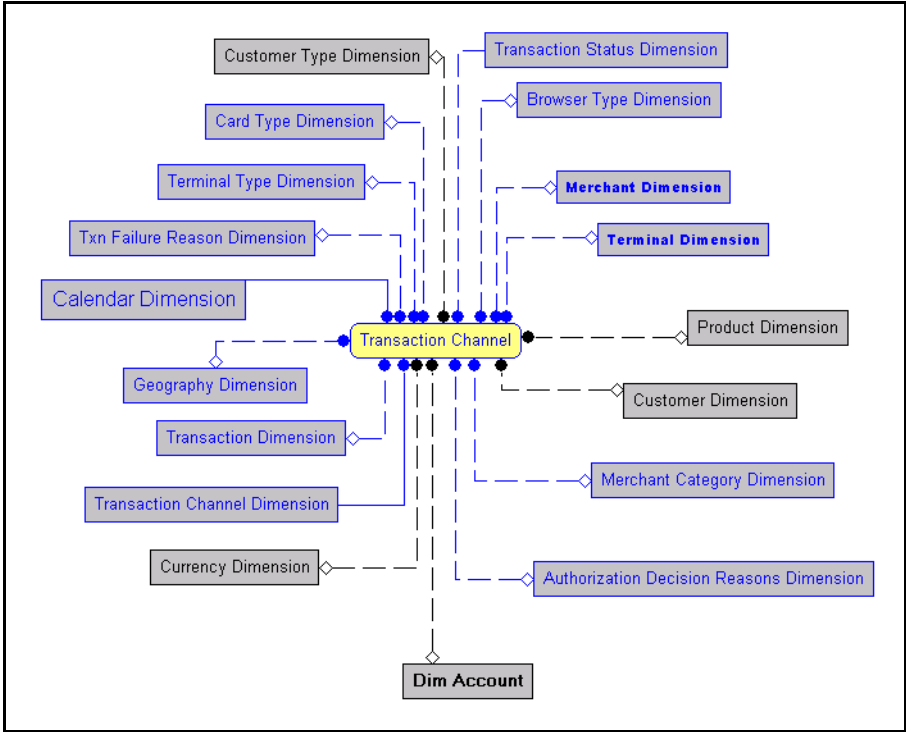 Customer Type Dimension
Transaction Status Dimension
Browser Type Dimension
Card Type Dimension
Terminal Type Dimension
Merchant Dimension
Txn Failure Reason Dimension
Terminal Dimension
Calendar Dimension
Transaction Channel
Product Dimension
Geography Dimension
Customer Dimension
Transaction Dimension
Merchant Category Dimension
Transaction Channel Dimension
Currency Dimension
Authorization Decision Reasons Dimension
Dim Account